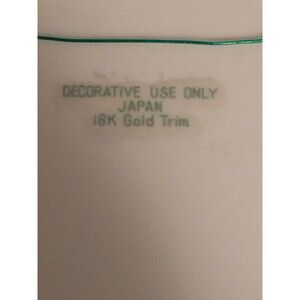 DECORATIVE USE ONLY
JAPAN
18K Gold Trim